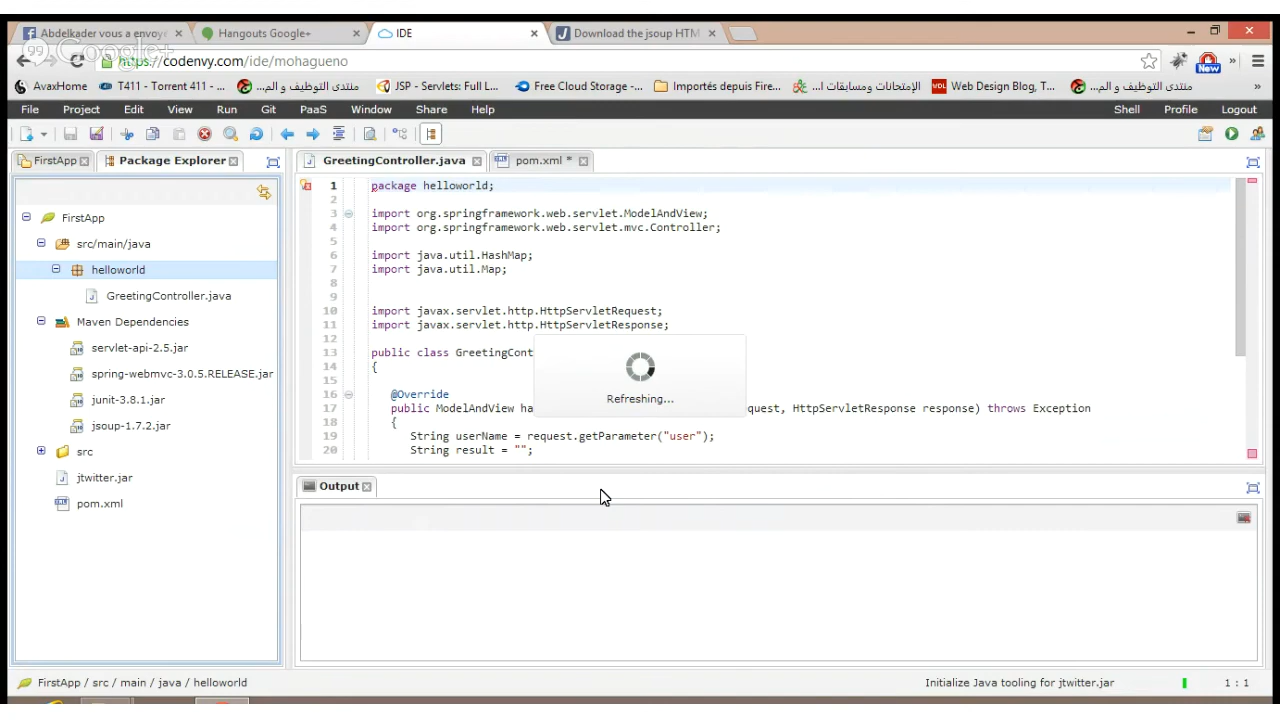 Abdelkader vous a envoy
Hangouts Google+
IDE
Download the jsoup HTM
Google+
https://codenvy.com/ide/mohagueno
New
AvaxHome
T411 - Torrent 411 - ...
منتدى التوظيف و الم...
JSP - Servlets: Full L...
Free Cloud Storage -...
Importés depuis Fire...
الإمتحانات ومسابقات ا...
WDL Web Design Blog, T...
منتدى التوظيف و الم...
File Project Edit View Run Git PaaS Window Share Help Shell Profile Logout
FirstApp
Package Explorer
GreetingController.java
pom.xml *
FirstApp
src/main/java
helloworld
GreetingController.java
Maven Dependencies
servlet-api-2.5.jar
spring-webmvc-3.0.5.RELEASE.jar
junit-3.8.1.jar
jsoup-1.7.2.jar
src
jtwitter.jar
pom.xml
1 package helloworld;
2
3 import org.springframework.web.servlet.ModelAndView;
4 import org.springframework.web.servlet.mvc.Controller;
5
6 import java.util.HashMap;
7 import java.util.Map;
8
9
10 import javax.servlet.http.HttpServletRequest;
11 import javax.servlet.http.HttpServletResponse;
12
13 public class GreetingCont
14 {
15
16 @Override
17 public ModelAndView ha quest, HttpServletResponse response) throws Exception
18 {
19 String userName = request.getParameter("user");
20 String result = "";
Refreshing...
Output
FirstApp / src / main / java / helloworld
Initialize Java tooling for jtwitter.jar
1 : 1